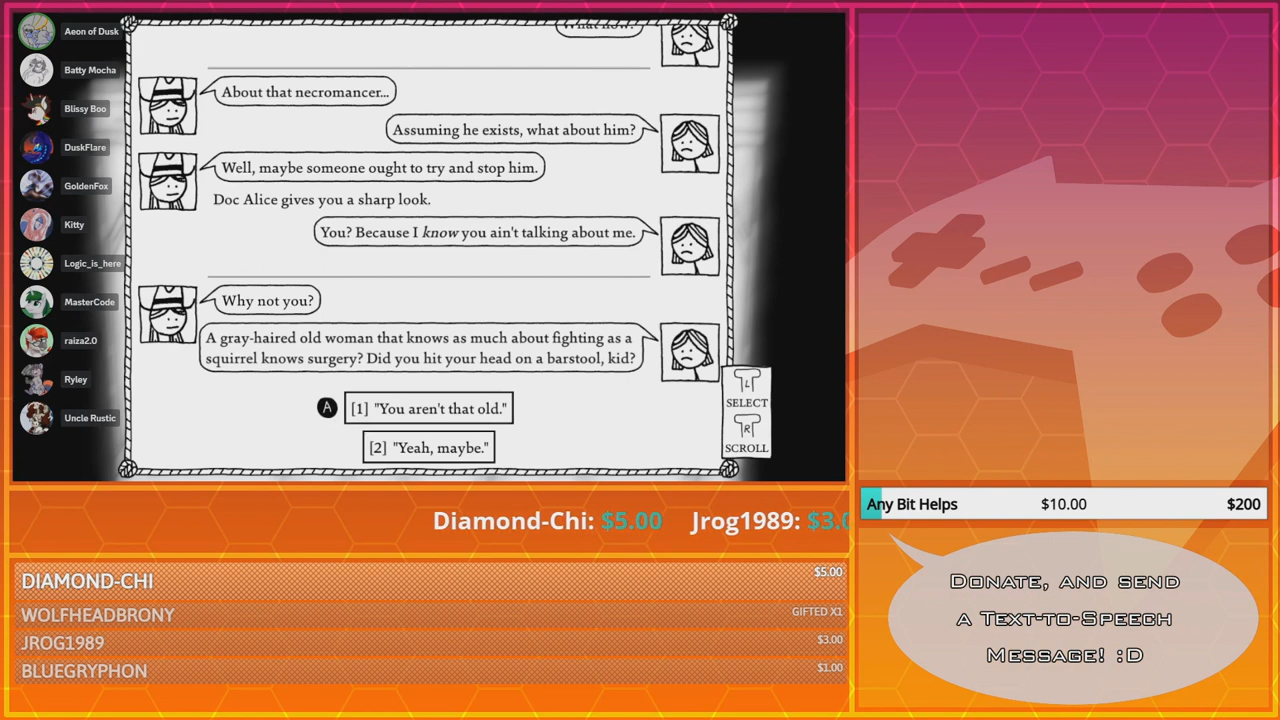 Aeon of Dusk
Batty Mocha
Blissy Boo
DuskFlare
GoldenFox
Kitty
Logic_is_here
MasterCode
raiza2.0
Ryley
Uncle Rustic
What now?
About that necromancer...
Assuming he exists, what about him?
Well, maybe someone ought to try and stop him.
Doc Alice gives you a sharp look.
You? Because I know you ain't talking about me.
Why not you?
A gray-haired old woman that knows as much about fighting as a
squirrel knows surgery? Did you hit your head on a barstool, kid?
A [1] "You aren't that old."
[2] "Yeah, maybe."
L
SELECT
R
SCROLL
Diamond-Chi: $5.00 Jrog1989: $3.0
DIAMOND-CHI $5.00
WOLFHEADBRONY GIFTED X1
JROG1989 $3.00
BLUEGRYPHON $1.00
Any Bit Helps $10.00 $200
Donate, and send
a Text-to-Speech
Message! :D